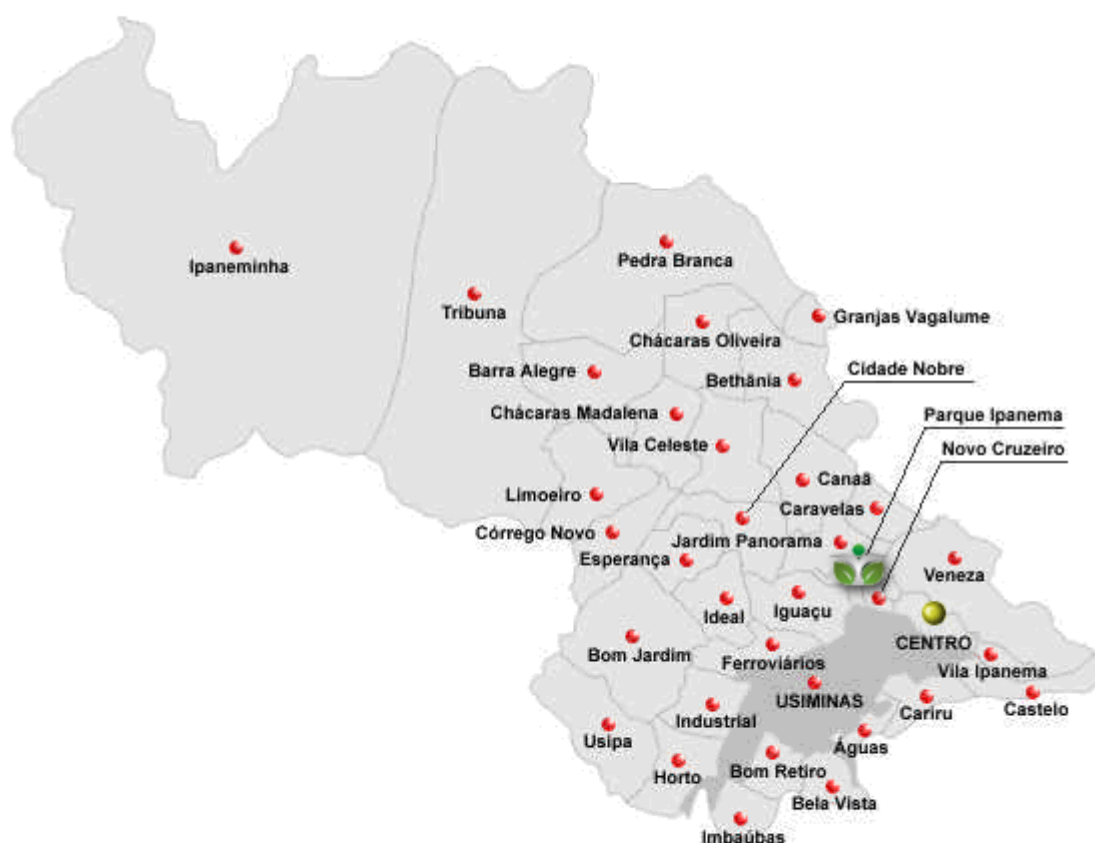 Ipaneminha
Pedra Branca
Tribuna
Granjas Vagalume
Chácaras Oliveira
Barra Alegre
Bethânia
Cidade Nobre
Chácaras Madalena
Parque Ipanema
Vila Celeste
Novo Cruzeiro
Canaã
Limoeiro
Caravelas
Córrego Novo
Jardim Panorama
Esperança
Veneza
Ideal
Iguaçu
CENTRO
Bom Jardim
Ferroviários
Vila Ipanema
USIMINAS
Cariru
Castelo
Industrial
Usipa
Águas
Horto
Bom Retiro
Bela Vista
Imbaúbas